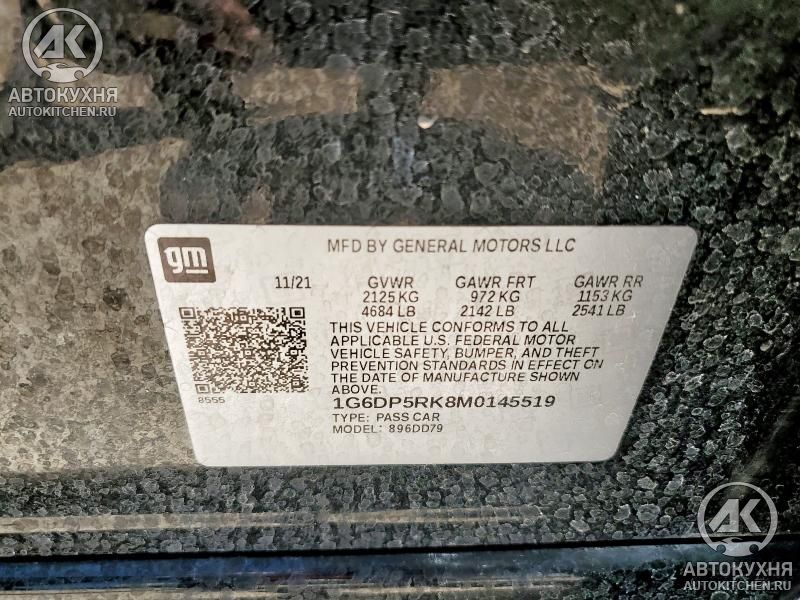 АК
АВТОКУХНЯ
AUTOKITCHEN.RU
gm
MFD BY GENERAL MOTORS LLC
11/21 GVWR GAWR FRT GAWR RR
2125 KG 972 KG 1153 KG
4684 LB 2142 LB 2541 LB
THIS VEHICLE CONFORMS TO ALL
APPLICABLE U.S. FEDERAL MOTOR
VEHICLE SAFETY, BUMPER, AND THEFT
PREVENTION STANDARDS IN EFFECT ON
THE DATE OF MANUFACTURE SHOWN
ABOVE.
8555
1G6DP5RK8M0145519
TYPE: PASS CAR
MODEL: 896DD79
АК
АВТОКУХНЯ
AUTOKITCHEN.RU